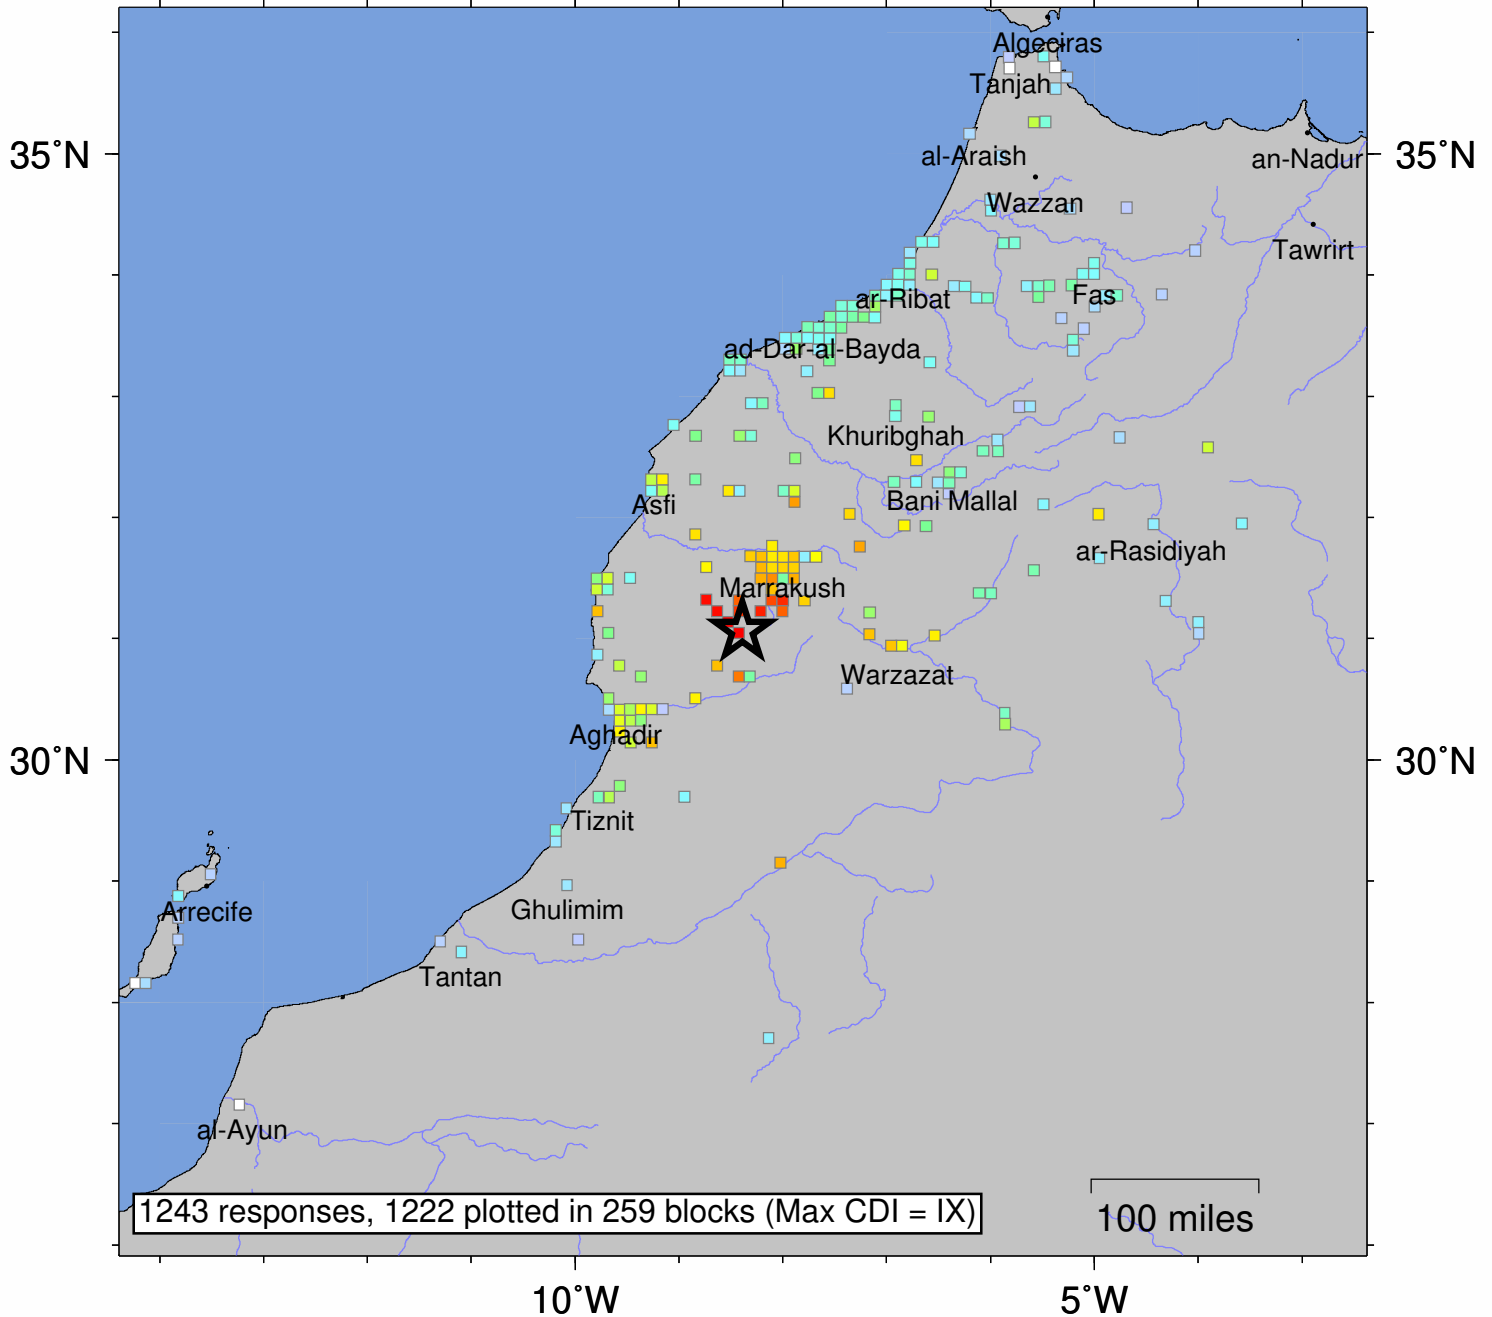 Algeciras
Tanjah
35°N
35°N
al-Araish
an-Nadur
Wazzan
Tawrirt
ar-Ribat
Fas
ad-Dar-al-Bayda
Khuribghah
Asfi
Bani Mallal
ar-Rasidiyah
Marrakush
Warzazat
Aghadir
30°N
30°N
Tiznit
Arrecife
Ghulimim
Tantan
al-Ayun
1243 responses, 1222 plotted in 259 blocks (Max CDI = IX)
100 miles
10°W
5°W